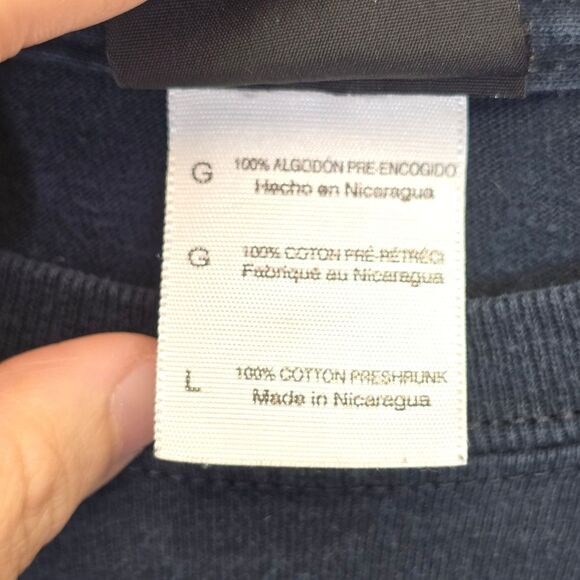 G 100% ALGODÓN PRE-ENCOGIDO
Hecho en Nicaragua
G 100% COTON PRÉ-RÉTRÉCI
Fabriqué au Nicaragua
L 100% COTTON PRESHRUNK
Made in Nicaragua